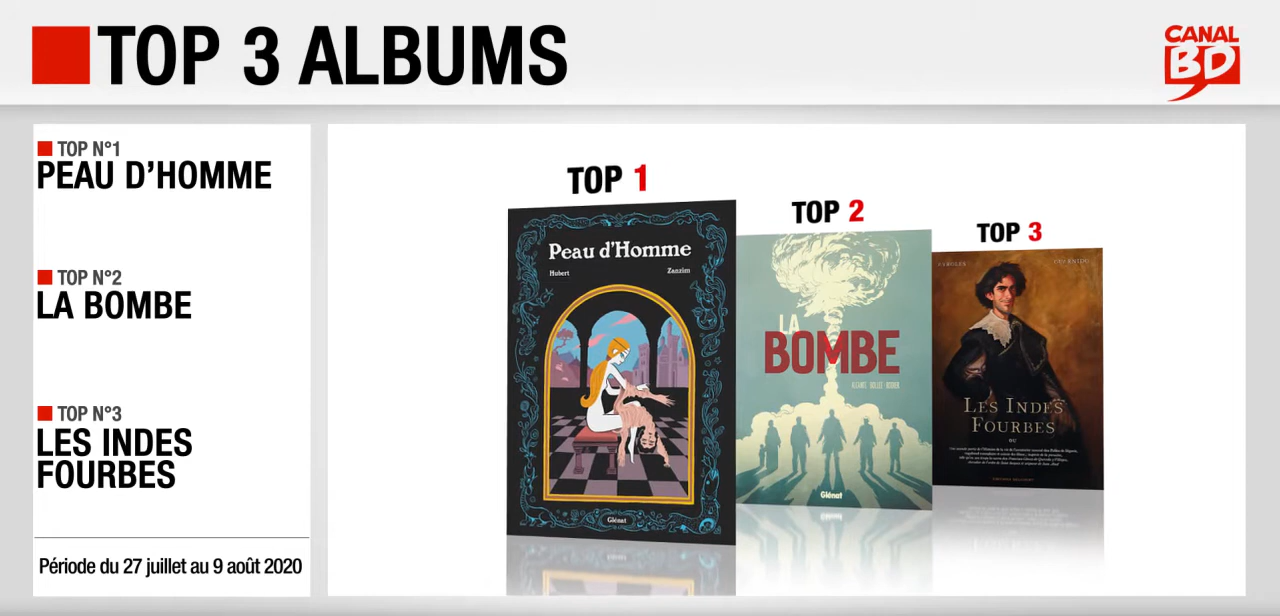 TOP 3 ALBUMS
CANAL
BD
TOP N°1
PEAU D'HOMME
TOP N°2
LA BOMBE
TOP N°3
LES INDES
FOURBES
Période du 27 juillet au 9 août 2020
TOP 1
Peau d'Homme
Hubert Zanzim
Glénat
TOP 2
LA
BOMBE
Glénat
TOP 3
LES INDES
FOURBES
OU